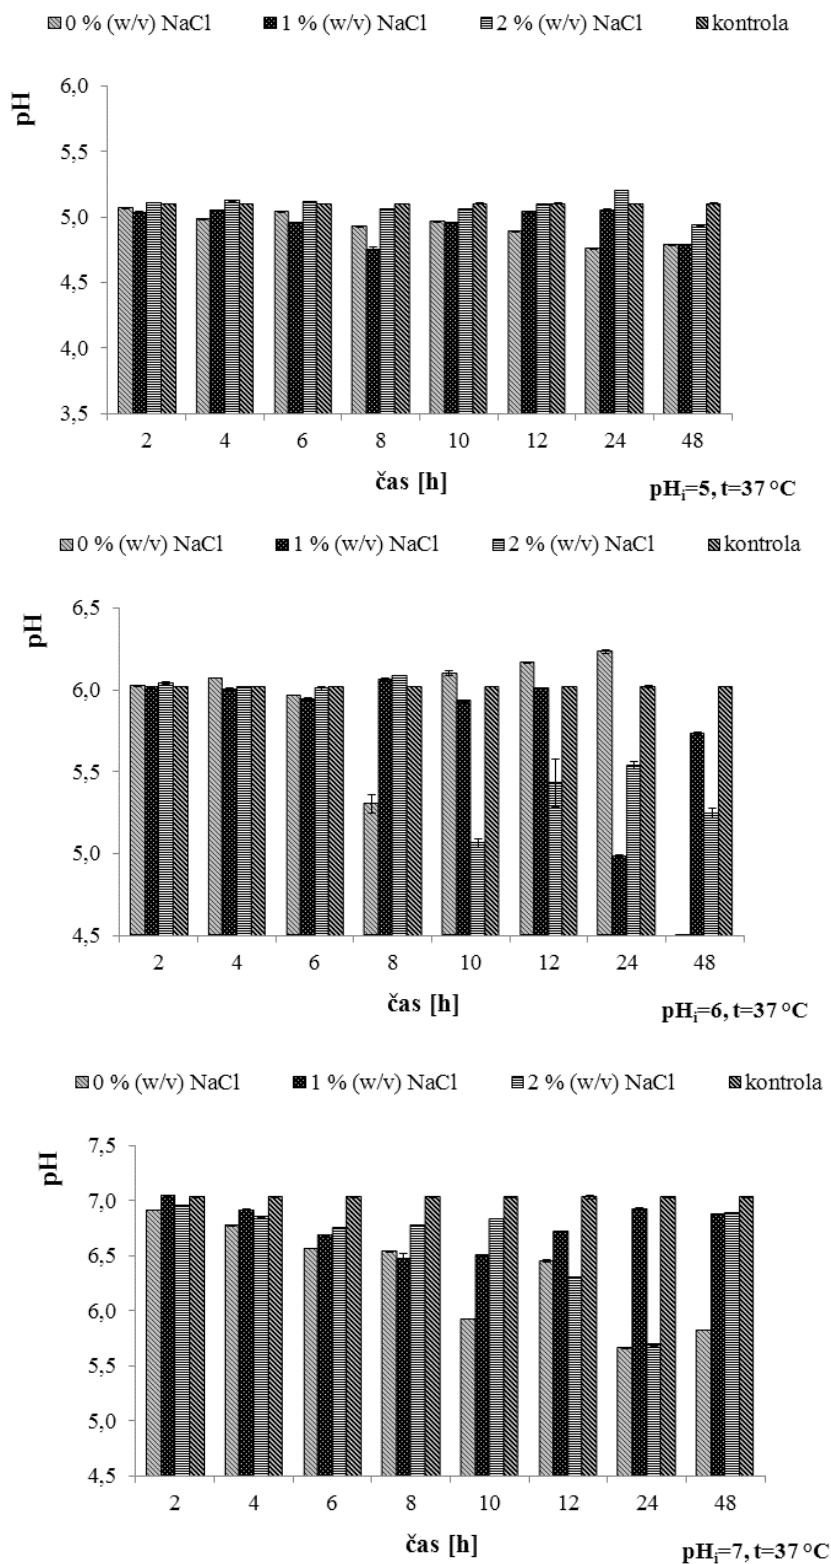 0 % (w/v) NaCl 1 % (w/v) NaCl 2 % (w/v) NaCl kontrola
pH
6,0
5,5
5,0
4,5
4,0
3,5
2 4 6 8 10 12 24 48
čas [h]
pHi=5, t=37 °C
0 % (w/v) NaCl 1 % (w/v) NaCl 2 % (w/v) NaCl kontrola
pH
6,5
6,0
5,5
5,0
4,5
2 4 6 8 10 12 24 48
čas [h]
pHi=6, t=37 °C
0 % (w/v) NaCl 1 % (w/v) NaCl 2 % (w/v) NaCl kontrola
pH
7,5
7,0
6,5
6,0
5,5
5,0
4,5
2 4 6 8 10 12 24 48
čas [h]
pHi=7, t=37 °C